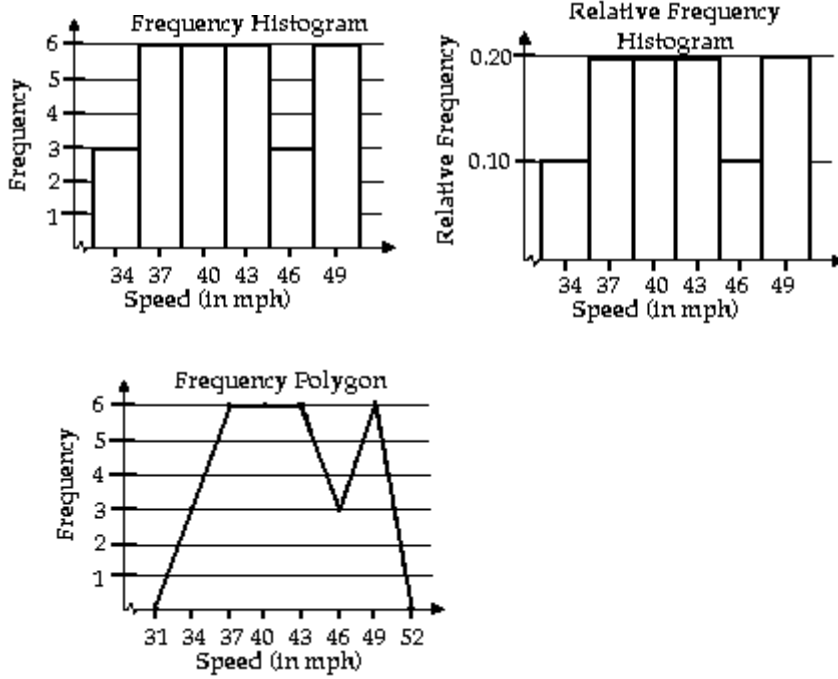 Frequency Histogram
Frequency
6
5
4
3
2
1
34 37 40 43 46 49
Speed (in mph)
Relative Frequency
Histogram
Relative Frequency
0.20
0.10
34 37 40 43 46 49
Speed (in mph)
Frequency Polygon
Frequency
6
5
4
3
2
1
31 34 37 40 43 46 49 52
Speed (in mph)